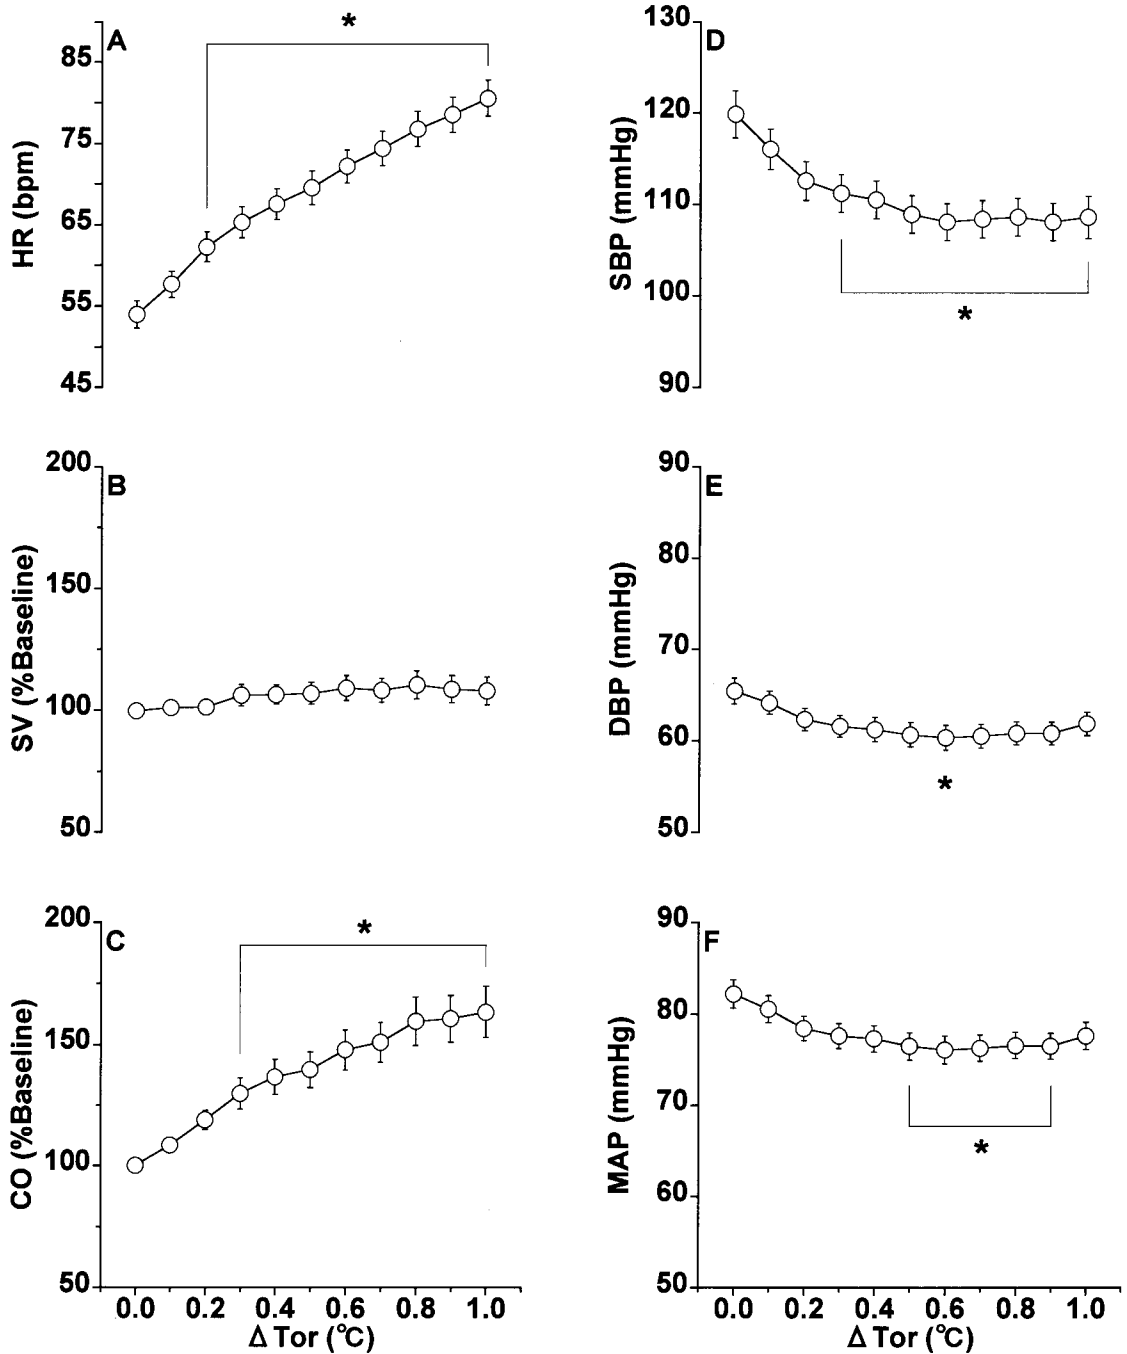 A
*
85
75
65
55
45
HR (bpm)
D
130
120
110
100
90
SBP (mmHg)
*
B
200
150
100
50
SV (%Baseline)
E
90
80
70
60
50
DBP (mmHg)
*
C
*
200
150
100
50
CO (%Baseline)
0.0 0.2 0.4 0.6 0.8 1.0
Δ Tor (°C)
F
90
80
70
60
50
MAP (mmHg)
*
0.0 0.2 0.4 0.6 0.8 1.0
Δ Tor (°C)